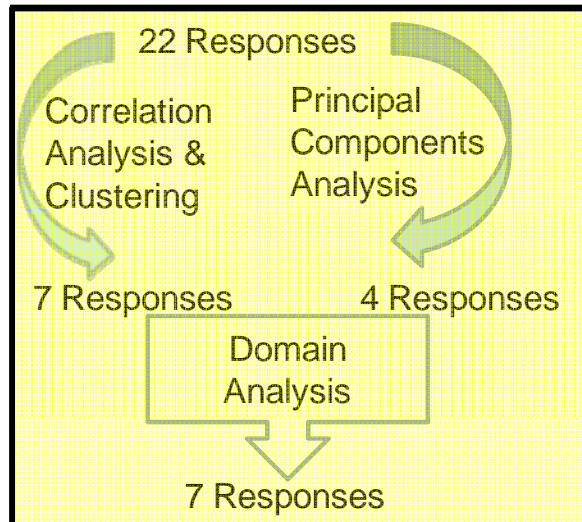 22 Responses
Correlation
Analysis &
Clustering
Principal
Components
Analysis
7 Responses
4 Responses
Domain
Analysis
7 Responses